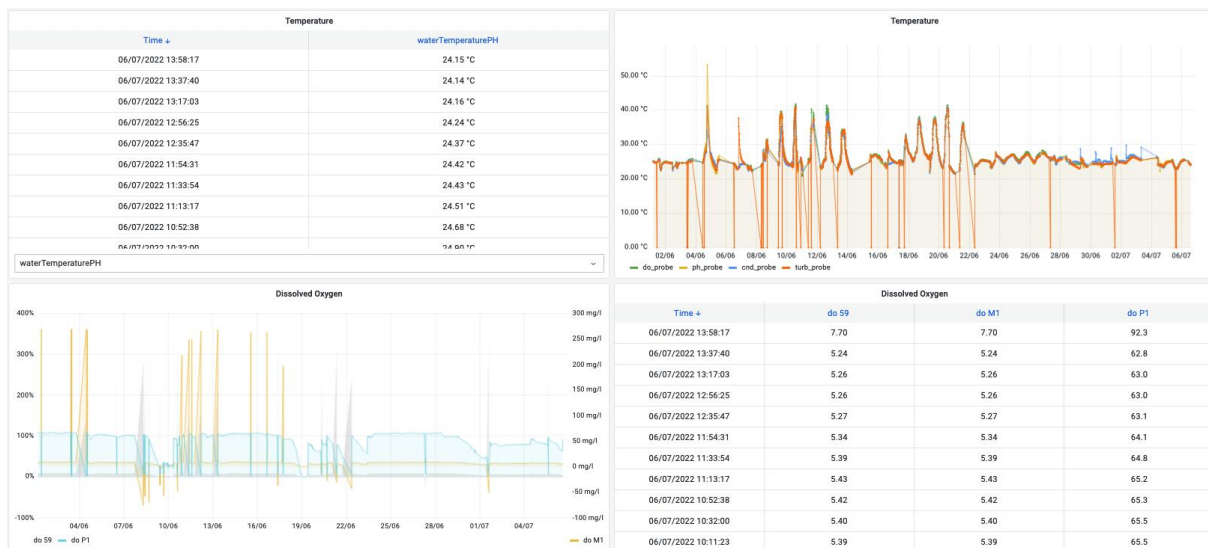 Temperature
Time ↓ waterTemperaturePH
06/07/2022 13:58:17 24.15 °C
06/07/2022 13:37:40 24.14 °C
06/07/2022 13:17:03 24.16 °C
06/07/2022 12:56:25 24.24 °C
06/07/2022 12:35:47 24.37 °C
06/07/2022 11:54:31 24.42 °C
06/07/2022 11:33:54 24.43 °C
06/07/2022 11:13:17 24.51 °C
06/07/2022 10:52:38 24.68 °C
06/07/2022 10:32:00 24.90 °C
waterTemperaturePH
Temperature
50.00 °C
40.00 °C
30.00 °C
20.00 °C
10.00 °C
0.00 °C
02/06 04/06 06/06 08/06 10/06 12/06 14/06 16/06 18/06 20/06 22/06 24/06 26/06 28/06 30/06 02/07 04/07 06/07
do_probe ph_probe cnd_probe turb_probe
Dissolved Oxygen
400% 300 mg/l
250 mg/l
300%
200 mg/l
200% 150 mg/l
100 mg/l
100% 50 mg/l
0% 0 mg/l
-50 mg/l
-100% -100 mg/l
04/06 07/06 10/06 13/06 16/06 19/06 22/06 25/06 28/06 01/07 04/07
do 59 do P1 do M1
Dissolved Oxygen
Time ↓ do 59 do M1 do P1
06/07/2022 13:58:17 7.70 7.70 92.3
06/07/2022 13:37:40 5.24 5.24 62.8
06/07/2022 13:17:03 5.26 5.26 63.0
06/07/2022 12:56:25 5.26 5.26 63.0
06/07/2022 12:35:47 5.27 5.27 63.1
06/07/2022 11:54:31 5.34 5.34 64.1
06/07/2022 11:33:54 5.39 5.39 64.8
06/07/2022 11:13:17 5.43 5.43 65.2
06/07/2022 10:52:38 5.42 5.42 65.3
06/07/2022 10:32:00 5.40 5.40 65.5
06/07/2022 10:11:23 5.39 5.39 65.5